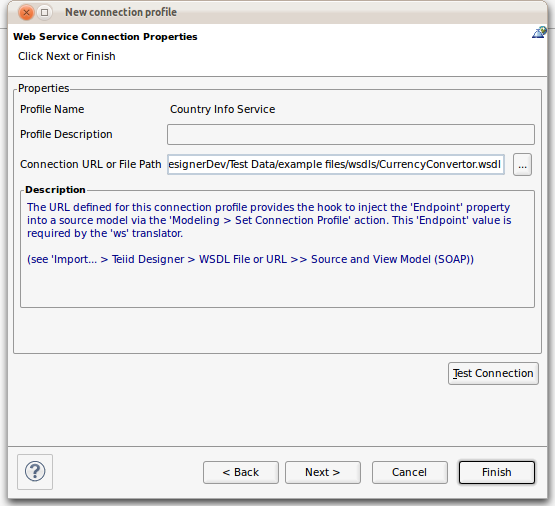 New connection profile
Web Service Connection Properties
Click Next or Finish
Properties
Profile Name Country Info Service
Profile Description
Connection URL or File Path esignerDev/Test Data/example files/wsdls/CurrencyConvertor.wsdl ...
Description
The URL defined for this connection profile provides the hook to inject the 'Endpoint' property
into a source model via the 'Modeling > Set Connection Profile' action. This 'Endpoint' value is
required by the 'ws' translator.
(see 'Import... > Teiid Designer > WSDL File or URL >> Source and View Model (SOAP))
Test Connection
? < Back Next > Cancel Finish